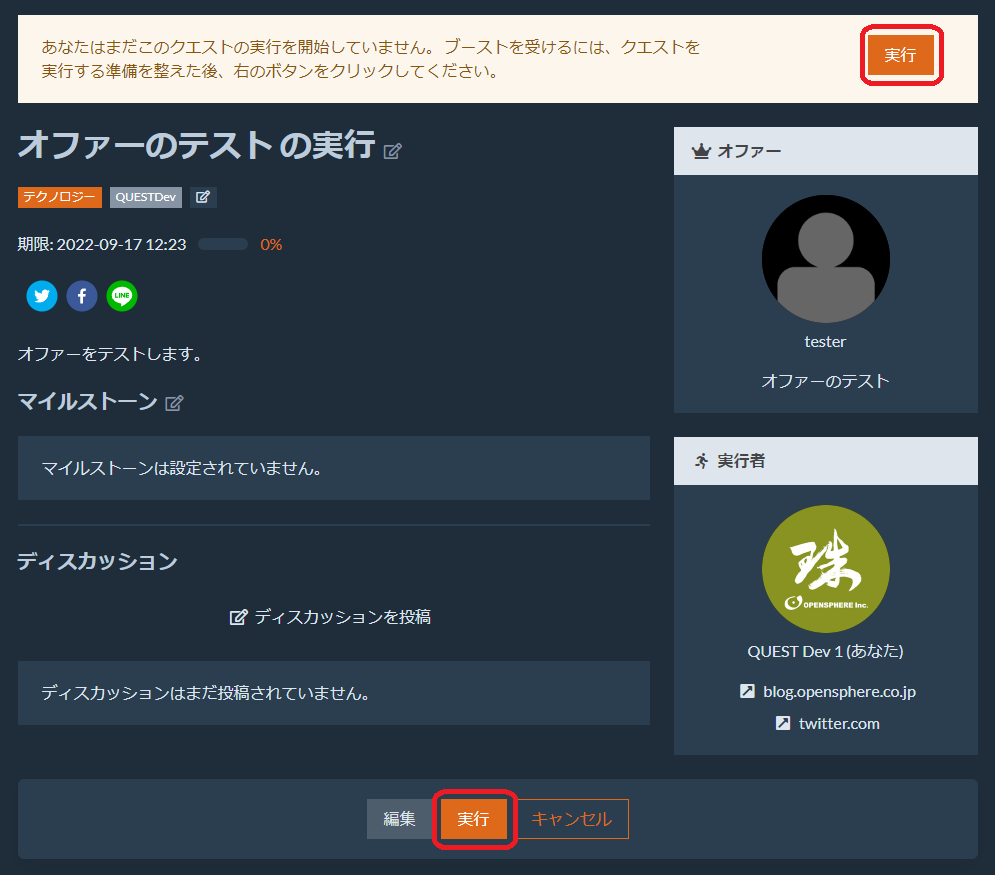 あなたはまだこのクエストの実行を開始していません。 ブーストを受けるには、クエストを
実行する準備を整えた後、右のボタンをクリックしてください。
実行
オファーのテスト の実行
テクノロジー QUESTDev
期限: 2022-09-17 12:23 0%
LINE
オファーをテストします。
マイルストーン
マイルストーンは設定されていません。
ディスカッション
ディスカッションを投稿
ディスカッションはまだ投稿されていません。
オファー
tester
オファーのテスト
実行者
珠
OPENSPHERE Inc.
QUEST Dev 1 (あなた)
blog.opensphere.co.jp
twitter.com
編集 実行 キャンセル